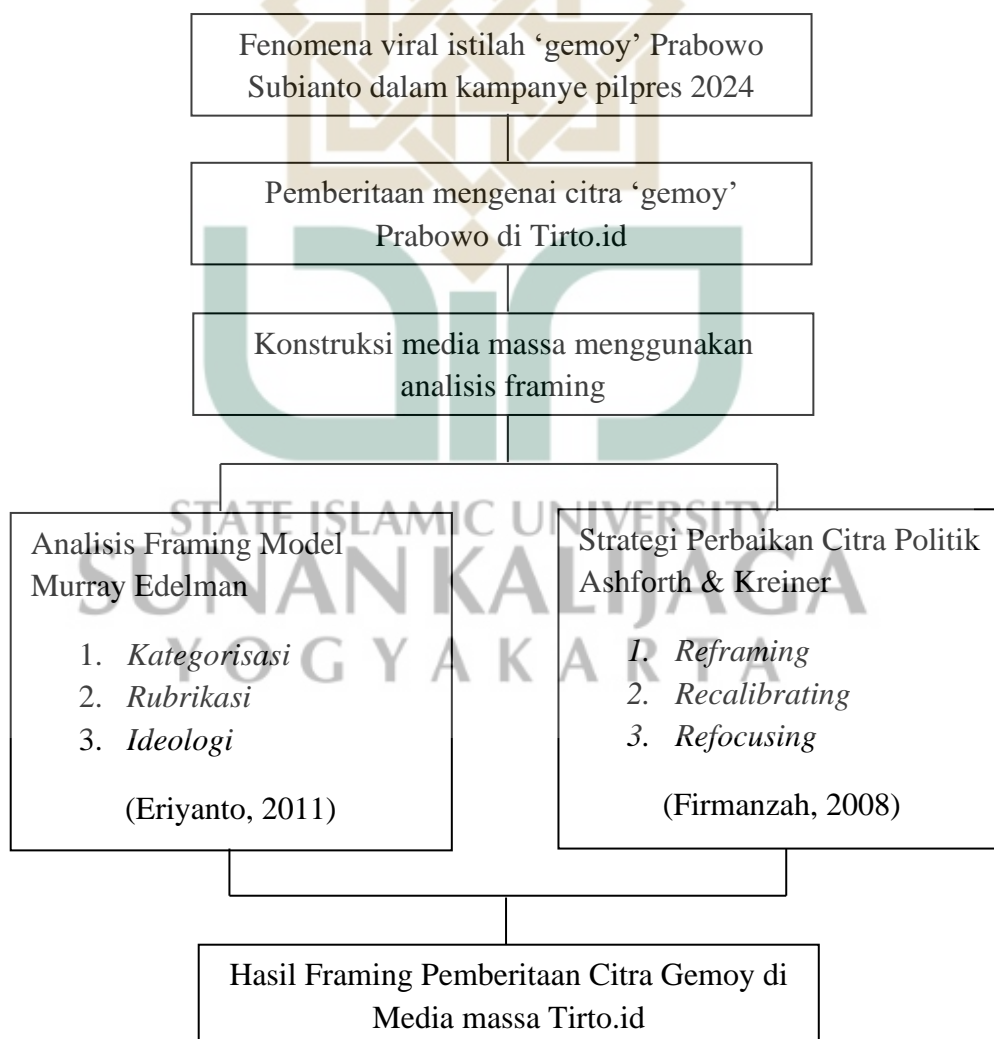 Fenomena viral istilah ‘gemoy’ Prabowo
Subianto dalam kampanye pilpres 2024
Pemberitaan mengenai citra ‘gemoy’
Prabowo di Tirto.id
Konstruksi media massa menggunakan
analisis framing
STATE ISLAMIC UNIVERSITY
SUNAN KALIJAGA
YOGYAKARTA
Analisis Framing Model
Murray Edelman
1. Kategorisasi
2. Rubrikasi
3. Ideologi
(Eriyanto, 2011)
Strategi Perbaikan Citra Politik
Ashforth & Kreiner
1. Reframing
2. Recalibrating
3. Refocusing
(Firmanzah, 2008)
Hasil Framing Pemberitaan Citra Gemoy di
Media massa Tirto.id